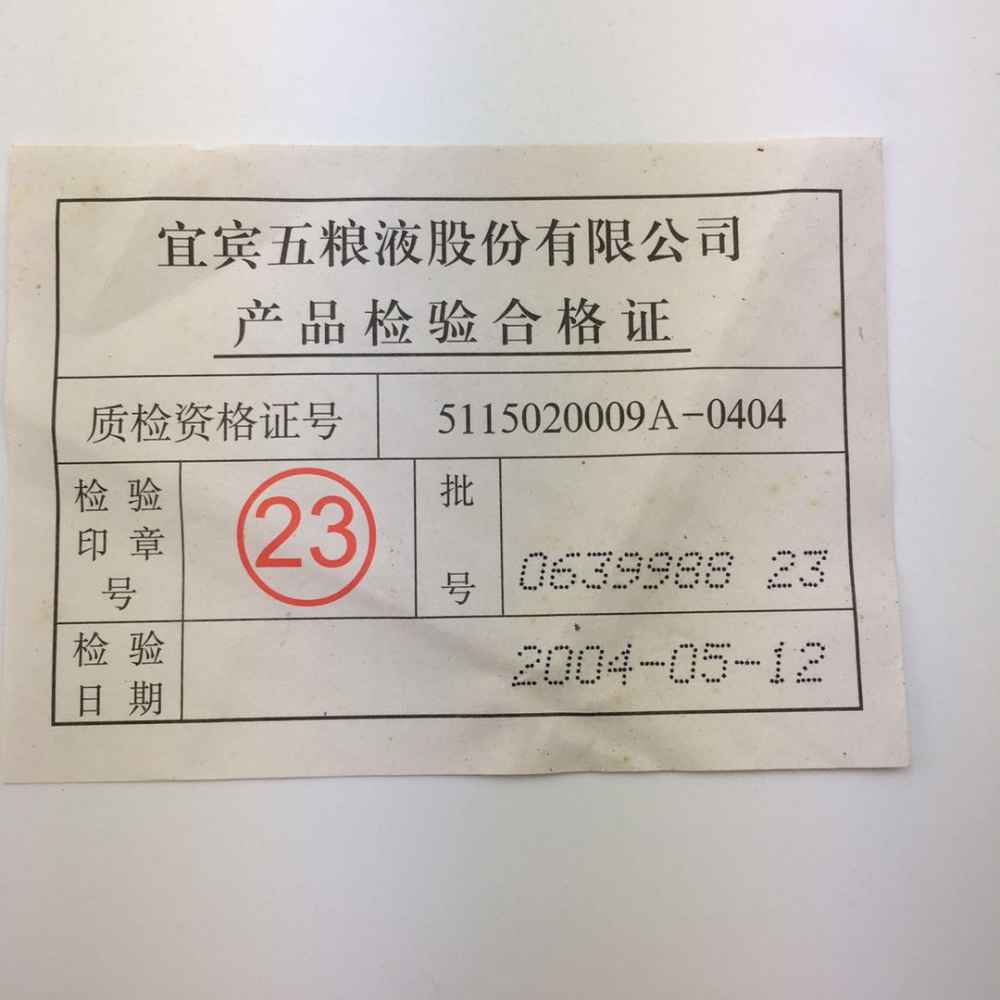 宜宾五粮液股份有限公司
产品检验合格证
质检资格证号
5115020009A-0404
检验
印章
号
23
批
号
0639988 23
检验
日期
2004-05-12